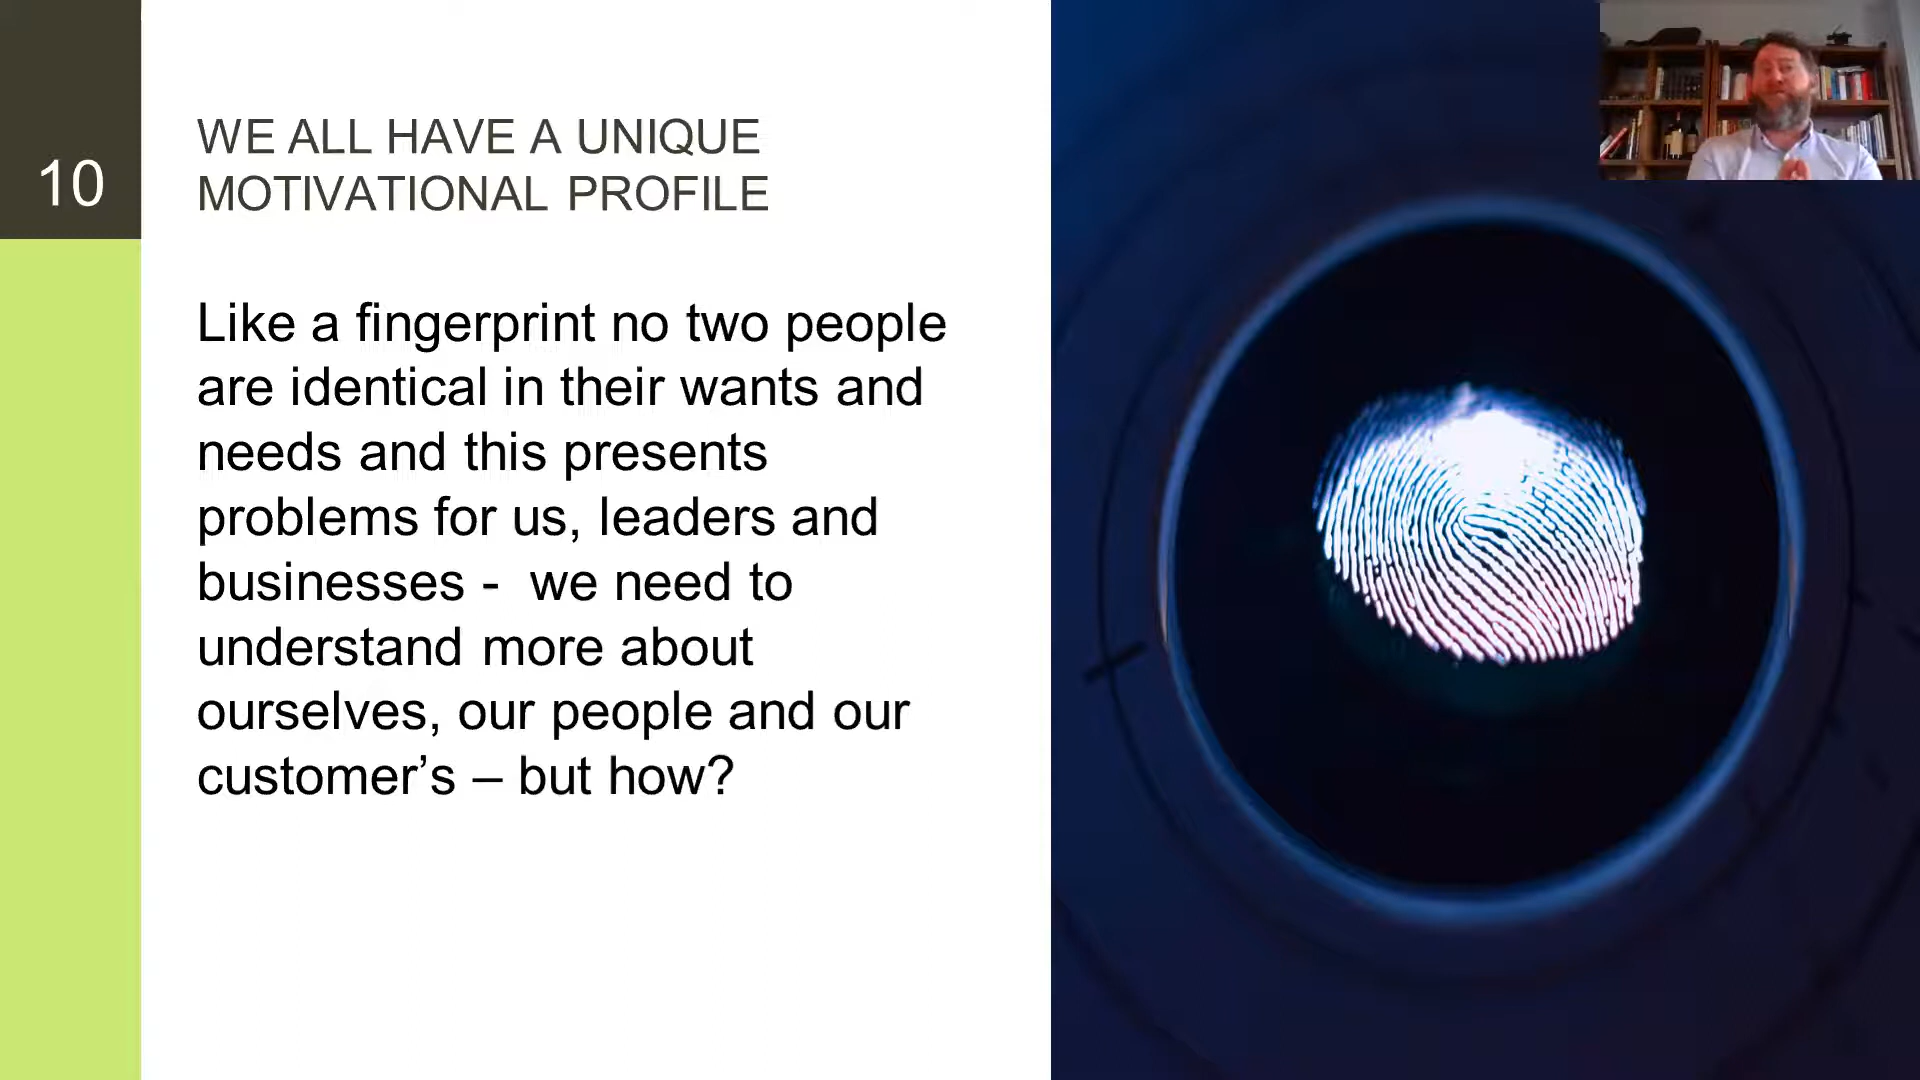 10
WE ALL HAVE A UNIQUE
MOTIVATIONAL PROFILE
Like a fingerprint no two people
are identical in their wants and
needs and this presents
problems for us, leaders and
businesses -  we need to
understand more about
ourselves, our people and our
customer’s – but how?